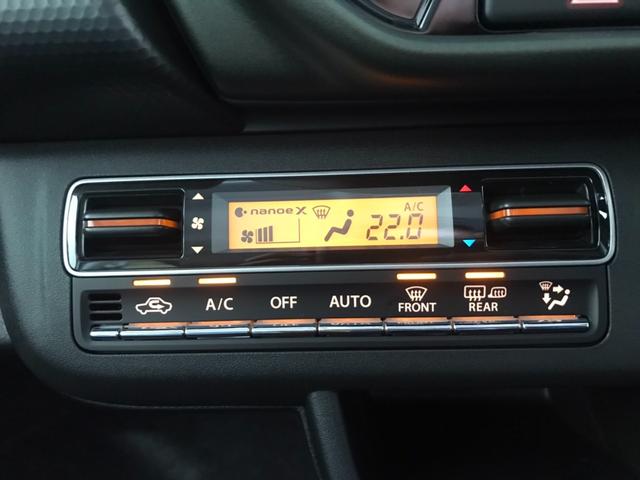 nanoe X
A/C
22.0
A/C
OFF
AUTO
FRONT
REAR